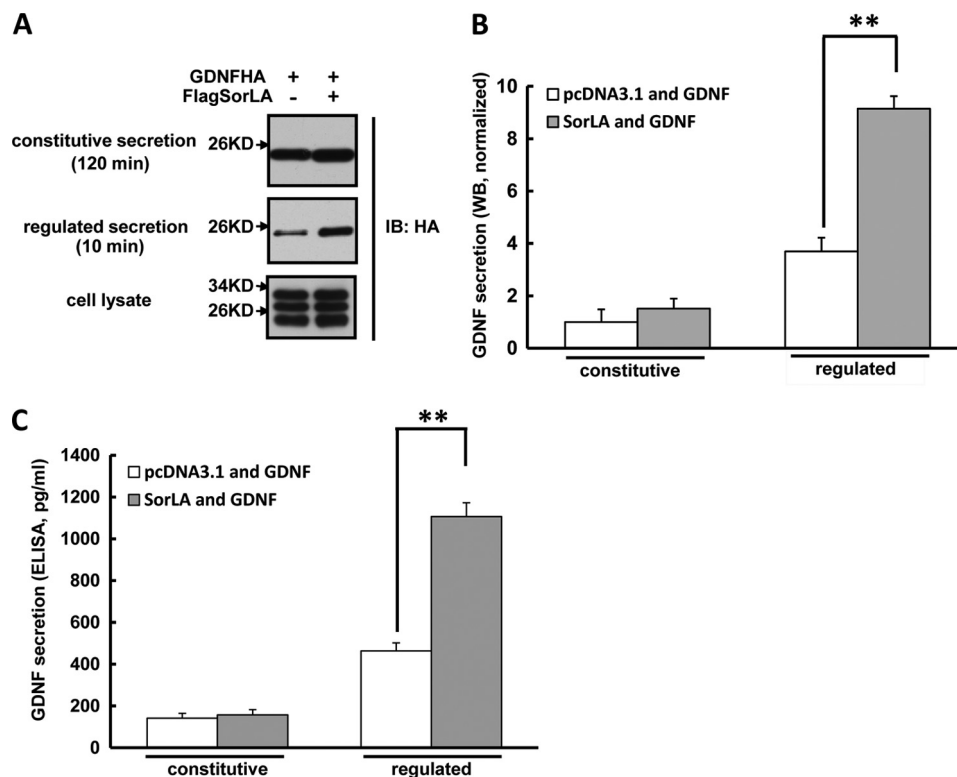 A
GDNFHA + +
FlagSorLA - +
constitutive secretion
(120 min)
26KD
regulated secretion
(10 min)
26KD
cell lysate
34KD
26KD
IB: HA
B
**
GDNF secretion (WB, normalized)
10
8
6
4
2
0
pcDNA3.1 and GDNF
SorLA and GDNF
constitutive
regulated
C
**
GDNF secretion (ELISA, pg/ml)
1400
1200
1000
800
600
400
200
0
pcDNA3.1 and GDNF
SorLA and GDNF
constitutive
regulated